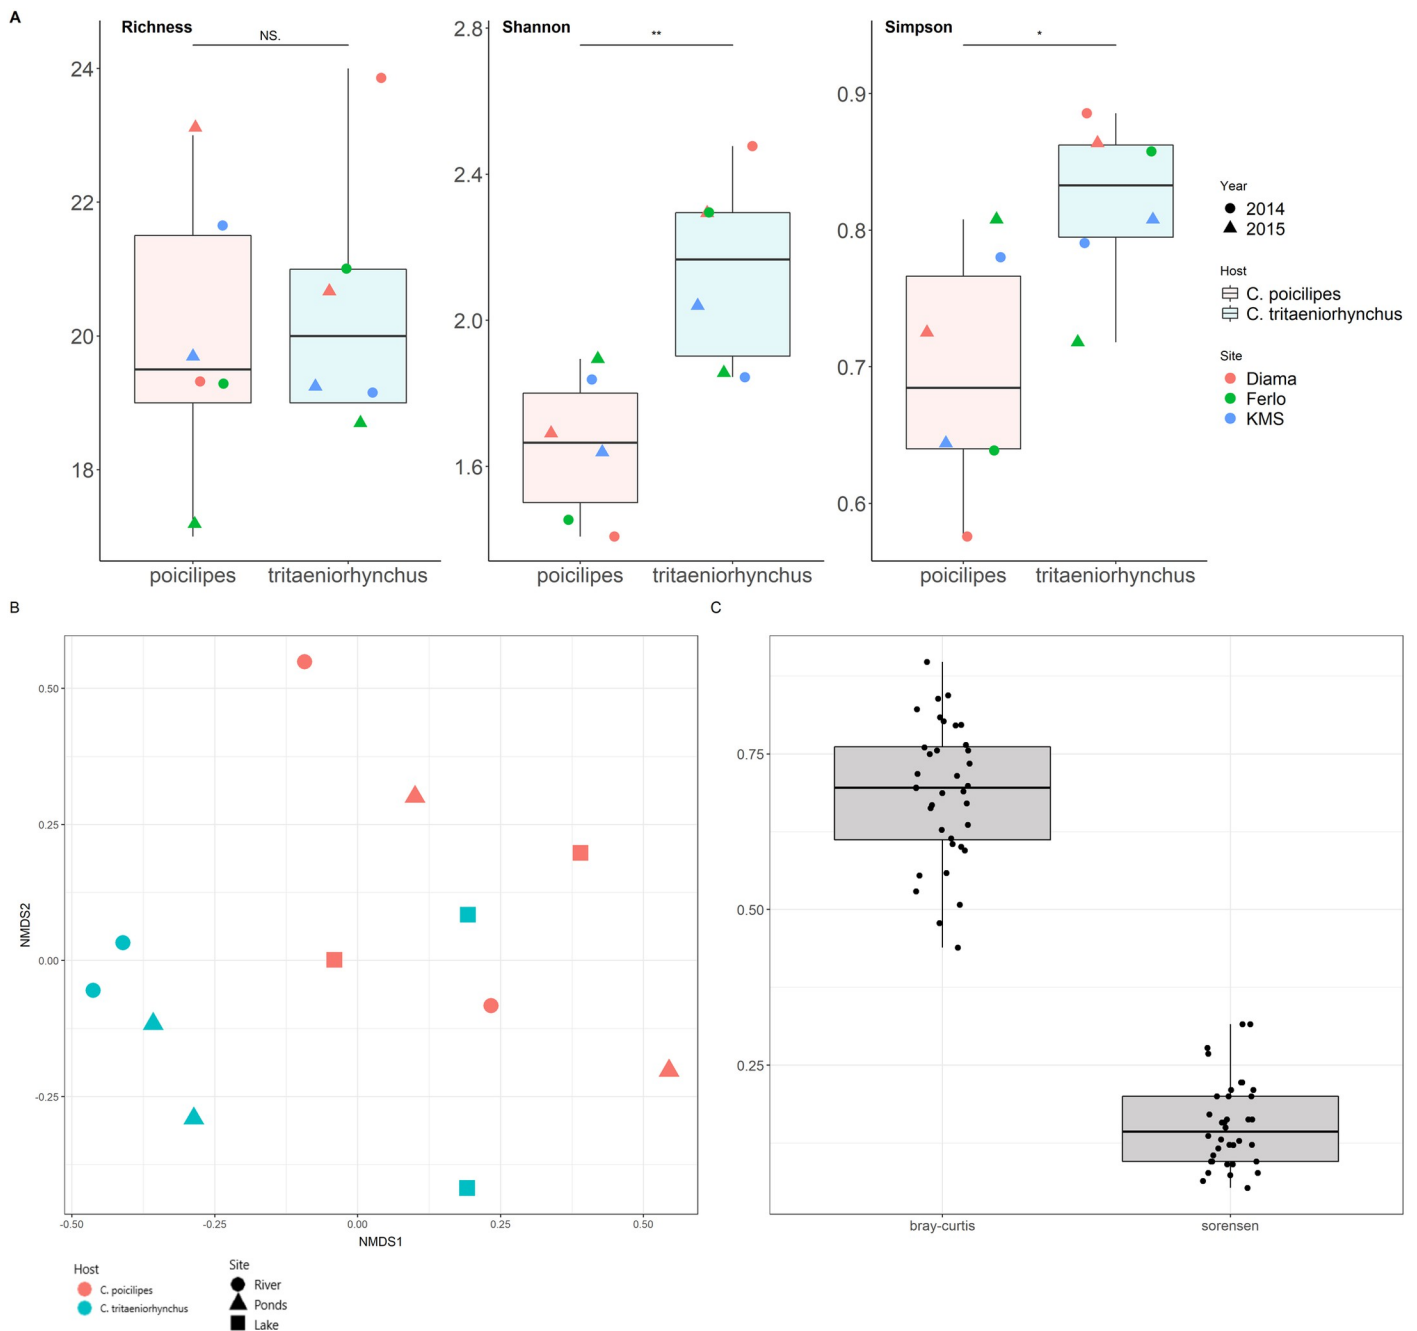 A
Richness
NS.
24
22
20
18
poicilipes
tritaeniorhynchus
Shannon
**
2.8
2.4
2.0
1.6
poicilipes
tritaeniorhynchus
Simpson
*
0.9
0.8
0.7
0.6
poicilipes
tritaeniorhynchus
Year
2014
2015
Host
C. poicilipes
C. tritaeniorhynchus
Site
Diama
Ferlo
KMS
B
NMDS2
0.50
0.25
0.00
-0.25
-0.50
-0.25
0.00
0.25
0.50
NMDS1
Host
C. poicilipes
C. tritaeniorhynchus
Site
River
Ponds
Lake
C
0.75
0.50
0.25
bray-curtis
sorensen